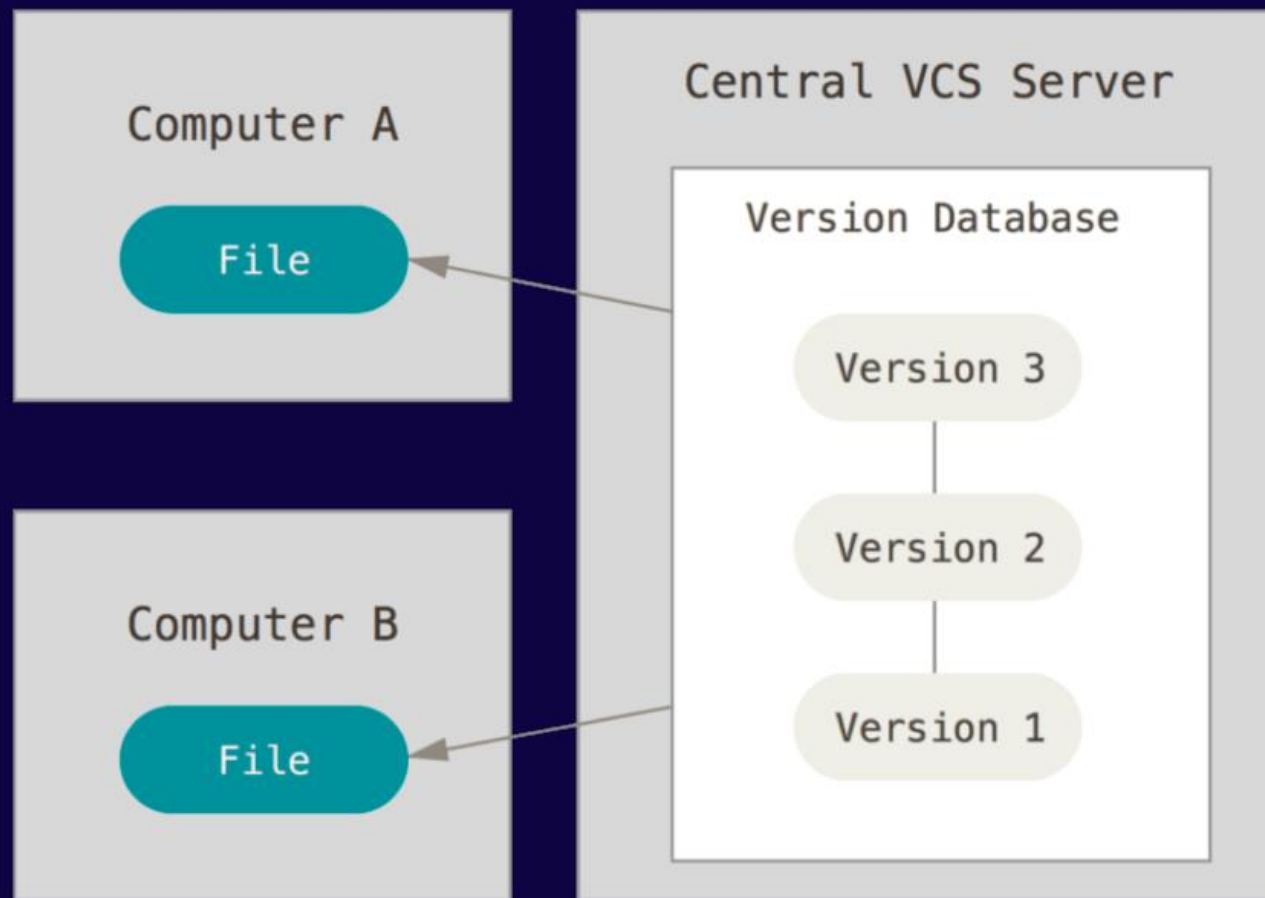 Computer A
File
Computer B
File
Central VCS Server
Version Database
Version 3
Version 2
Version 1